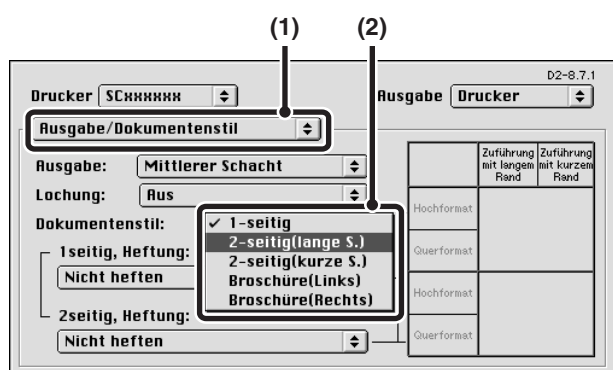 (1) (2)
D2-8.7.1
Drucker SCxxxxx Ausgabe Drucker
Ausgabe/Dokumentenstil
Ausgabe: Mittlerer Schacht
Lochung: Aus
Dokumentenstil:
✓ 1-seitig
2-seitig(lange S.)
2-seitig(kurze S.)
Broschüre(Links)
Broschüre(Rechts)
1seitig, Heftung:
Nicht heften
2seitig, Heftung:
Nicht heften
Zuführung mit langem Rand
Zuführung mit kurzem Rand
Hochformat
Querformat
Hochformat
Querformat